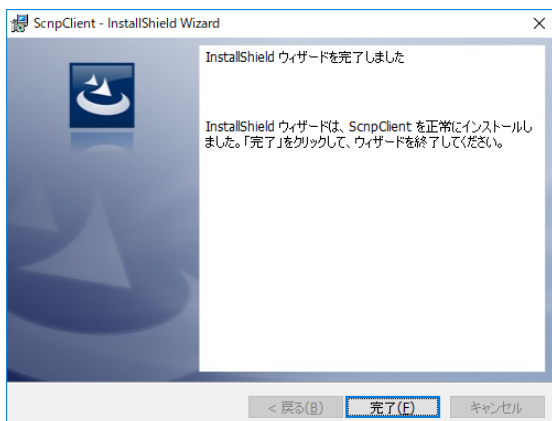 ScnpClient - InstallShield Wizard
InstallShield ウィザードを完了しました
InstallShield ウィザードは、ScnpClient を正常にインストールし
ました。「完了」をクリックして、ウィザードを終了してください。
< 戻る(B)
完了(F)
キャンセル